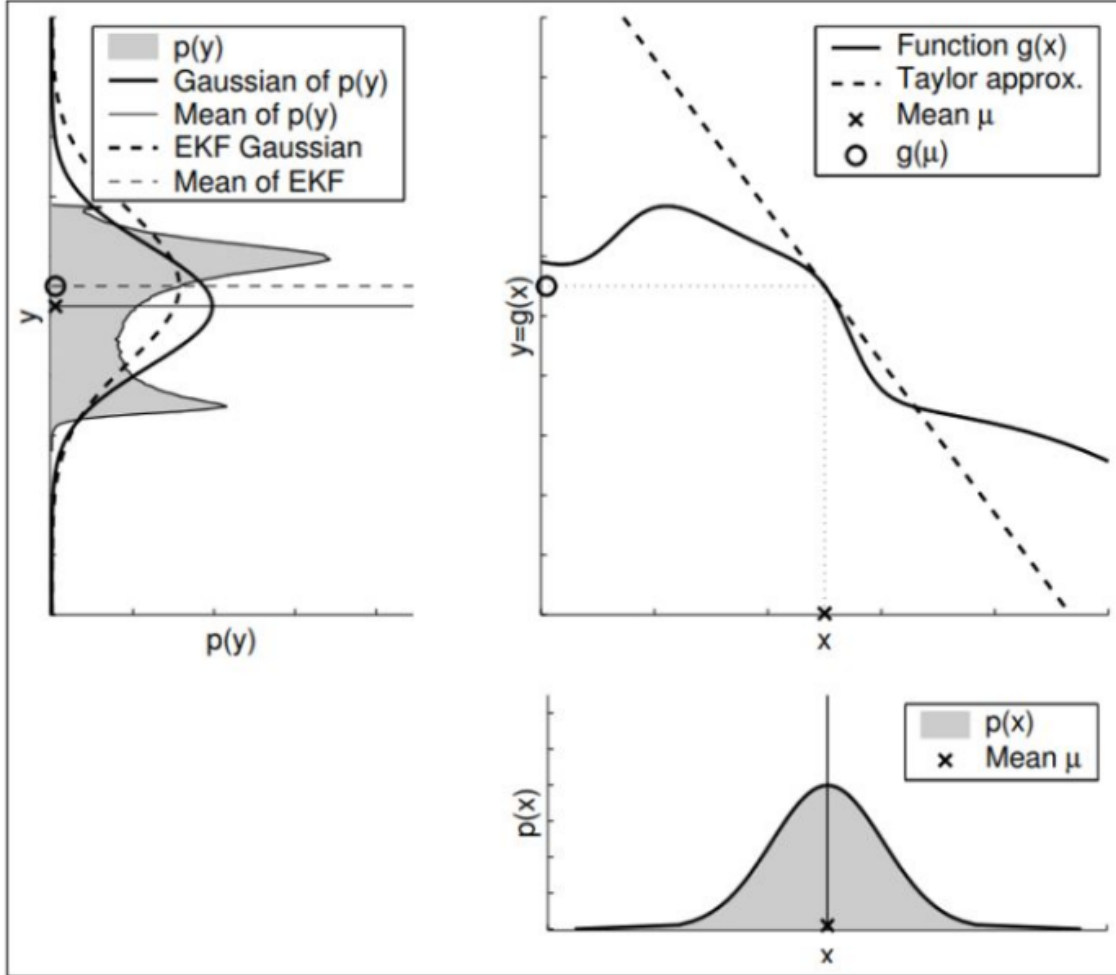 p(y)
Gaussian of p(y)
Mean of p(y)
EKF Gaussian
Mean of EKF
y
p(y)
Function g(x)
Taylor approx.
Mean μ
g(μ)
y=g(x)
x
p(x)
Mean μ
p(x)
x